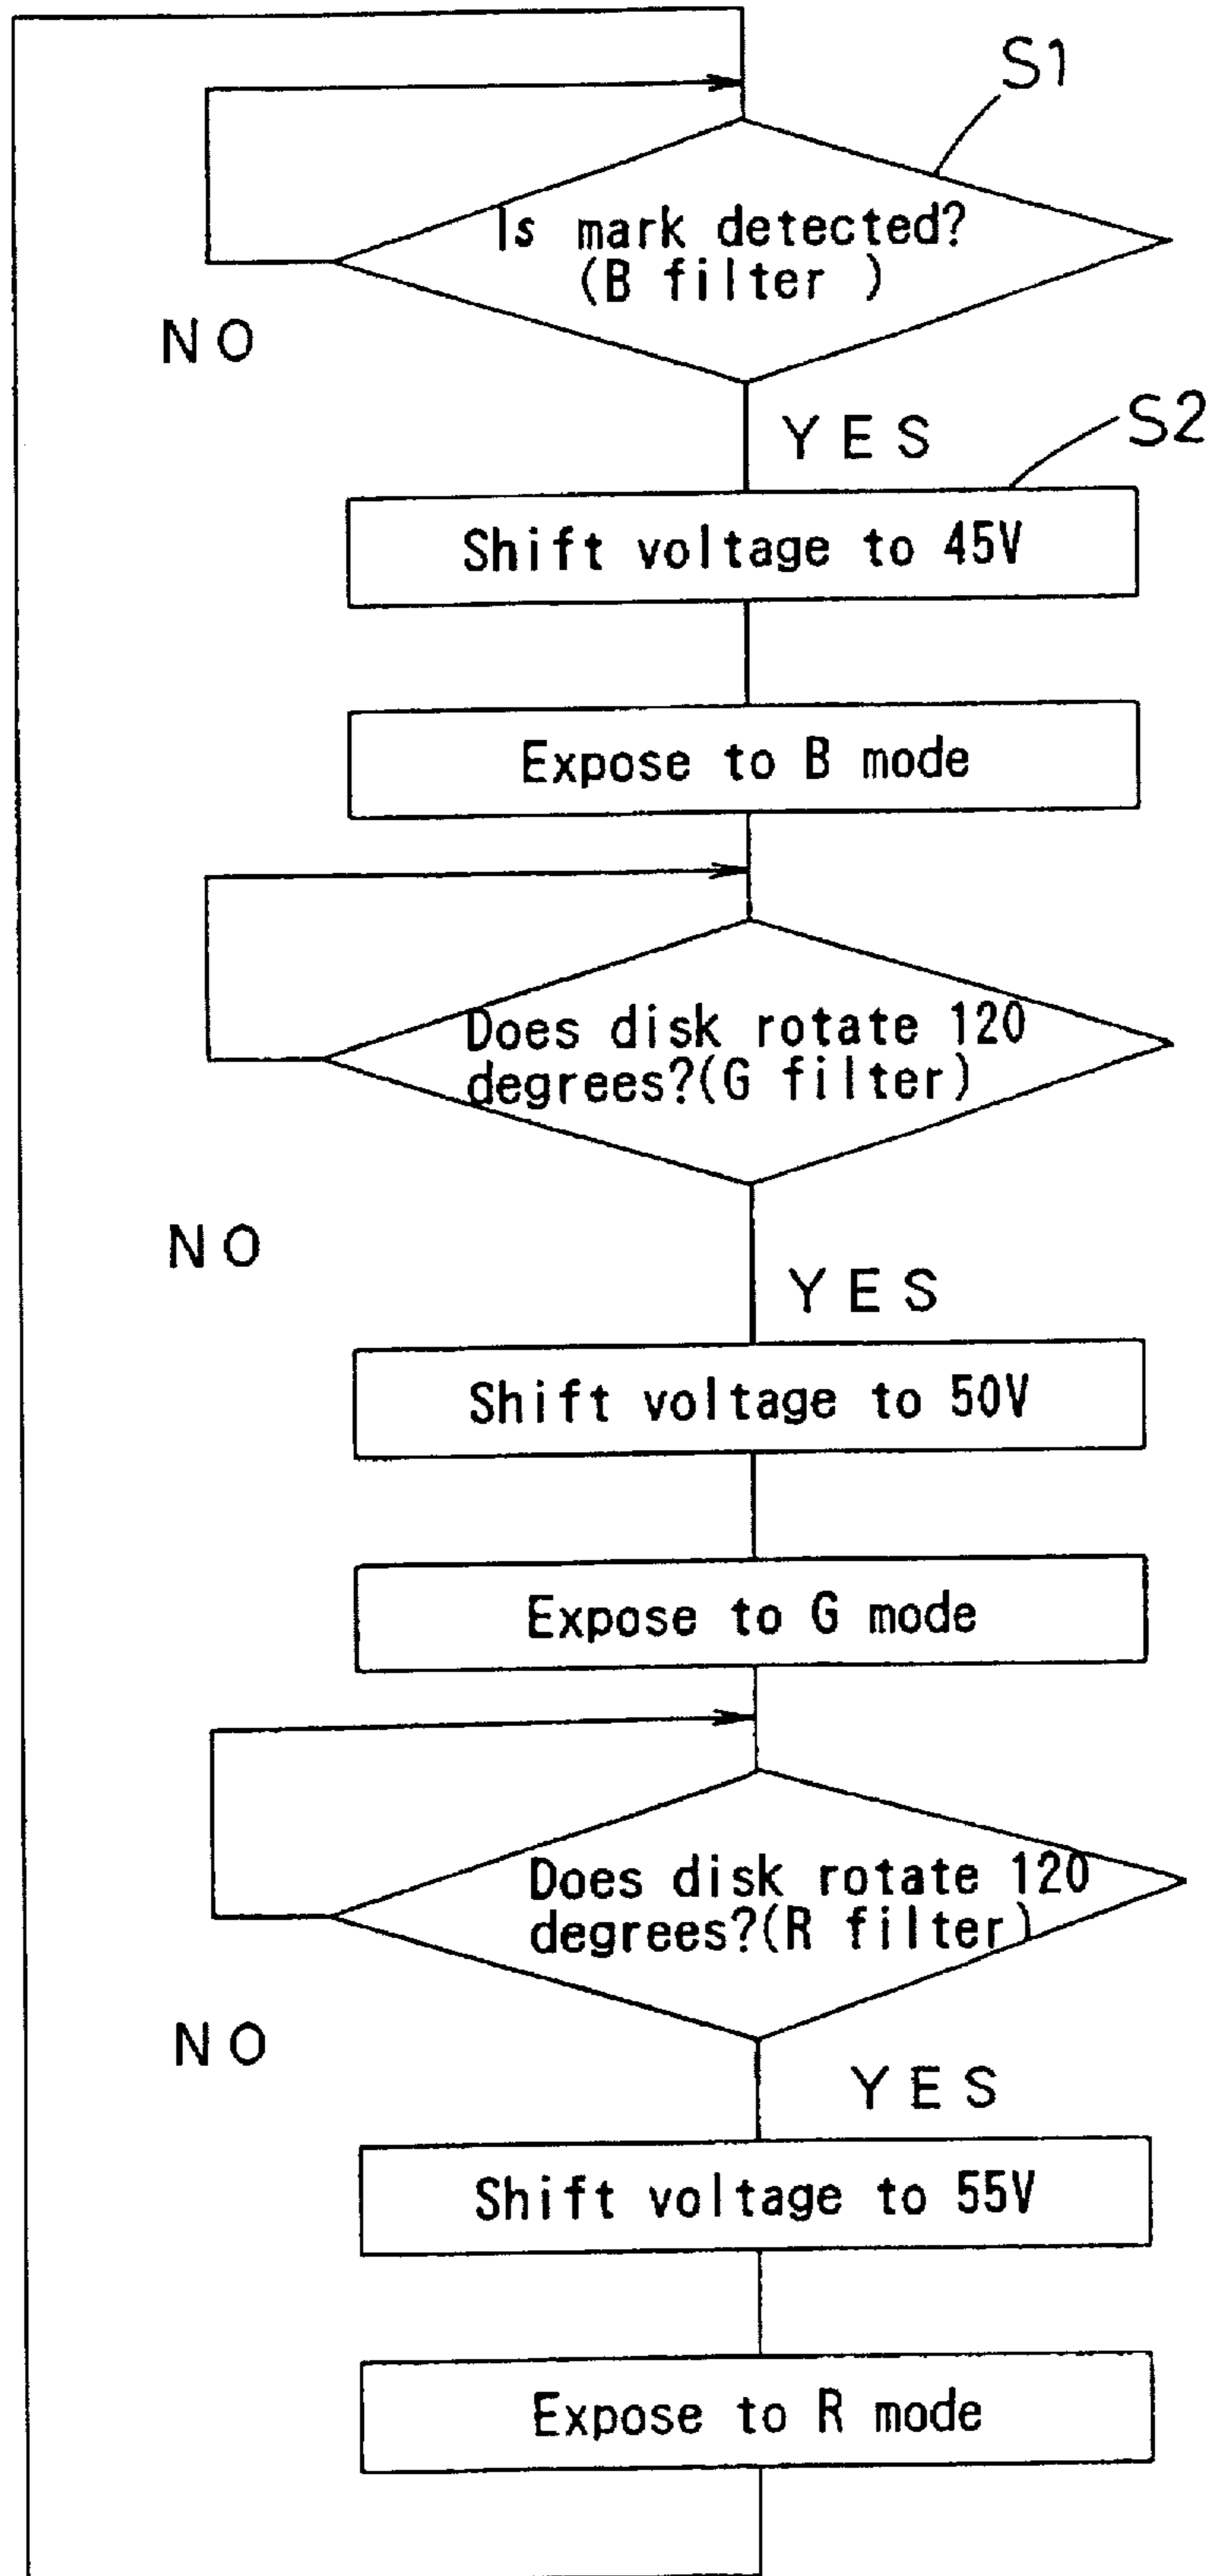 S1
Is mark detected?
(B filter )
NO
YES
S2
Shift voltage to 45V
Expose to B mode
Does disk rotate 120
degrees?(G filter)
NO
YES
Shift voltage to 50V
Expose to G mode
Does disk rotate 120
degrees?(R filter)
NO
YES
Shift voltage to 55V
Expose to R mode